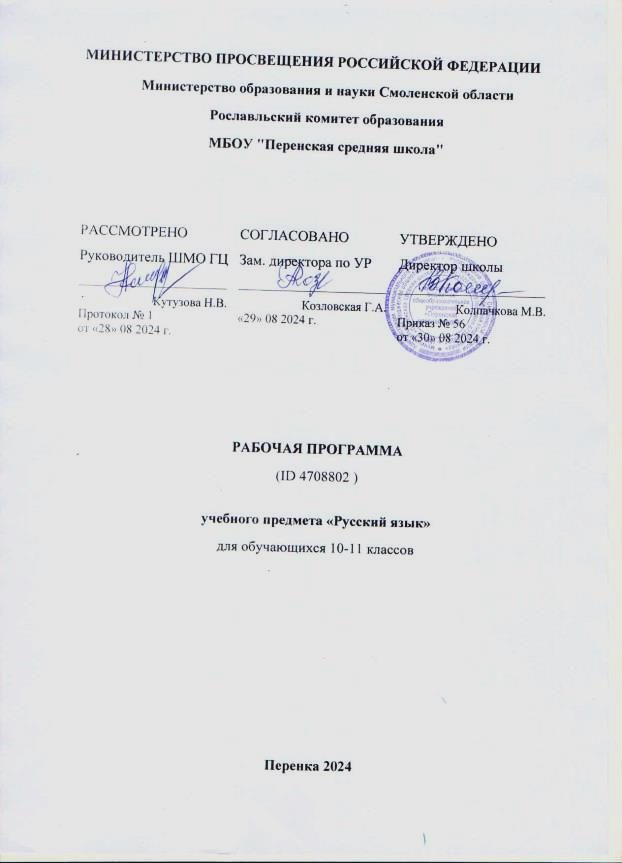 МИНИСТЕРСТВО ПРОСВЕЩЕНИЯ РОССИЙСКОЙ ФЕДЕРАЦИИ
Министерство образования и науки Смоленской области
Рославльский комитет образования
МБОУ "Перенская средняя школа"
РАССМОТРЕНО
Руководитель ШМО ГЦ
Кутузова Н.В.
Протокол № 1
от «28» 08 2024 г.
СОГЛАСОВАНО
Зам. директора по УР
Козловская Г.А.
«29» 08 2024 г.
УТВЕРЖДЕНО
Директор школы
Колпачкова М.В.
Приказ № 56
от «30» 08 2024 г.
РАБОЧАЯ ПРОГРАММА
(ID 4708802 )
учебного предмета «Русский язык»
для обучающихся 10-11 классов
Перенка 2024